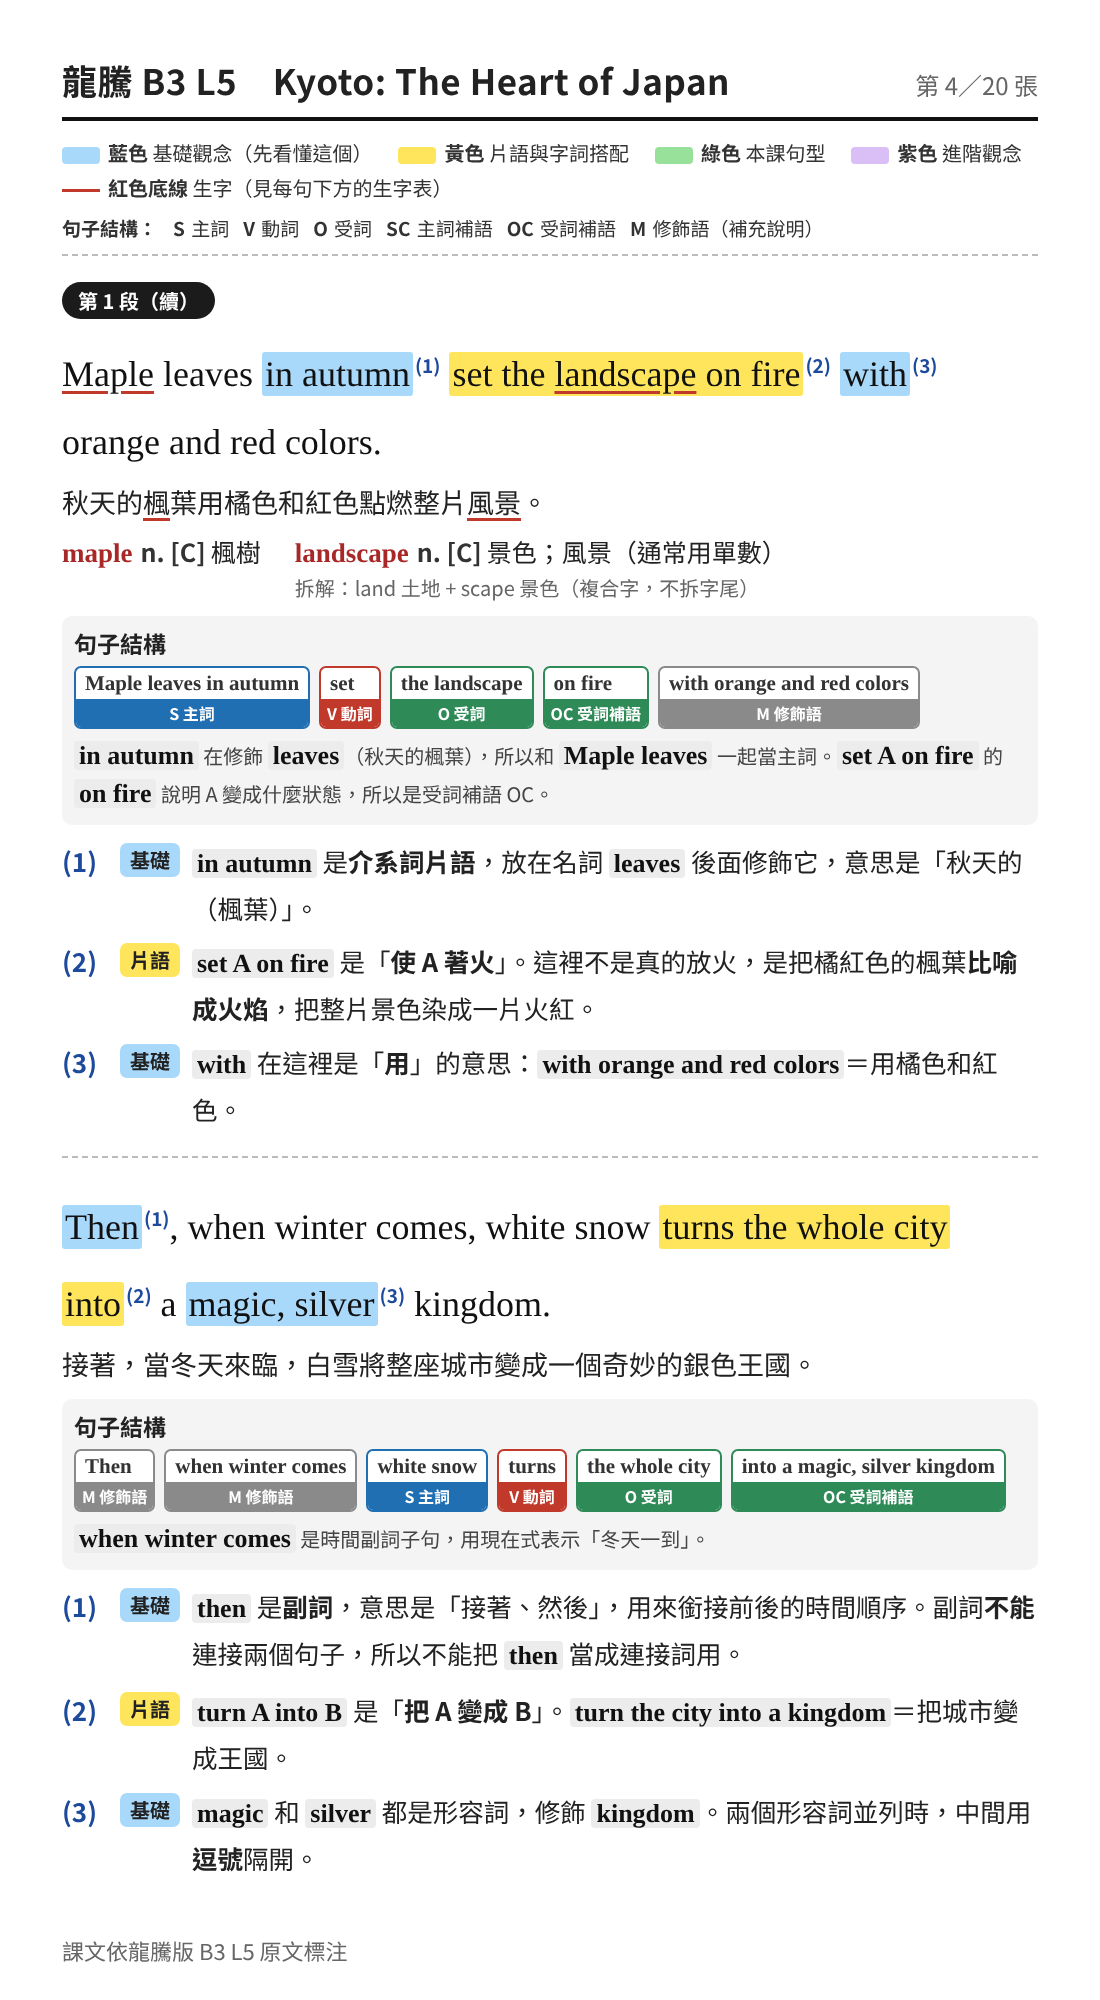 龍騰 B3 L5　Kyoto: The Heart of Japan　第 4／20 張
藍色 基礎觀念（先看懂這個）　黃色 片語與字詞搭配　綠色 本課句型　紫色 進階觀念
紅色底線 生字（見每句下方的生字表）
句子結構： S 主詞 V 動詞 O 受詞 SC 主詞補語 OC 受詞補語 M 修飾語（補充說明）
第 1 段（續）
Maple leaves in autumn(1) set the landscape on fire(2) with(3)
orange and red colors.
秋天的楓葉用橘色和紅色點燃整片風景。
maple n. [C] 楓樹　landscape n. [C] 景色；風景（通常用單數）
拆解：land 土地 + scape 景色（複合字，不拆字尾）
句子結構
Maple leaves in autumn set the landscape on fire with orange and red colors
S 主詞 V 動詞 O 受詞 OC 受詞補語 M 修飾語
in autumn 在修飾 leaves（秋天的楓葉），所以和 Maple leaves 一起當主詞。set A on fire 的
on fire 說明 A 變成什麼狀態，所以是受詞補語 OC。
(1) 基礎 in autumn 是介系詞片語，放在名詞 leaves 後面修飾它，意思是「秋天的
（楓葉）」。
(2) 片語 set A on fire 是「使 A 著火」。這裡不是真的放火，是把橘紅色的楓葉比喻
成火焰，把整片景色染成一片火紅。
(3) 基礎 with 在這裡是「用」的意思：with orange and red colors＝用橘色和紅
色。
Then(1), when winter comes, white snow turns the whole city
into(2) a magic, silver(3) kingdom.
接著，當冬天來臨，白雪將整座城市變成一個奇妙的銀色王國。
句子結構
Then when winter comes white snow turns the whole city into a magic, silver kingdom
M 修飾語 M 修飾語 S 主詞 V 動詞 O 受詞 OC 受詞補語
when winter comes 是時間副詞子句，用現在式表示「冬天一到」。
(1) 基礎 then 是副詞，意思是「接著、然後」，用來銜接前後的時間順序。副詞不能
連接兩個句子，所以不能把 then 當成連接詞用。
(2) 片語 turn A into B 是「把 A 變成 B」。turn the city into a kingdom＝把城市變
成王國。
(3) 基礎 magic 和 silver 都是形容詞，修飾 kingdom。兩個形容詞並列時，中間用
逗號隔開。
課文依龍騰版 B3 L5 原文標注